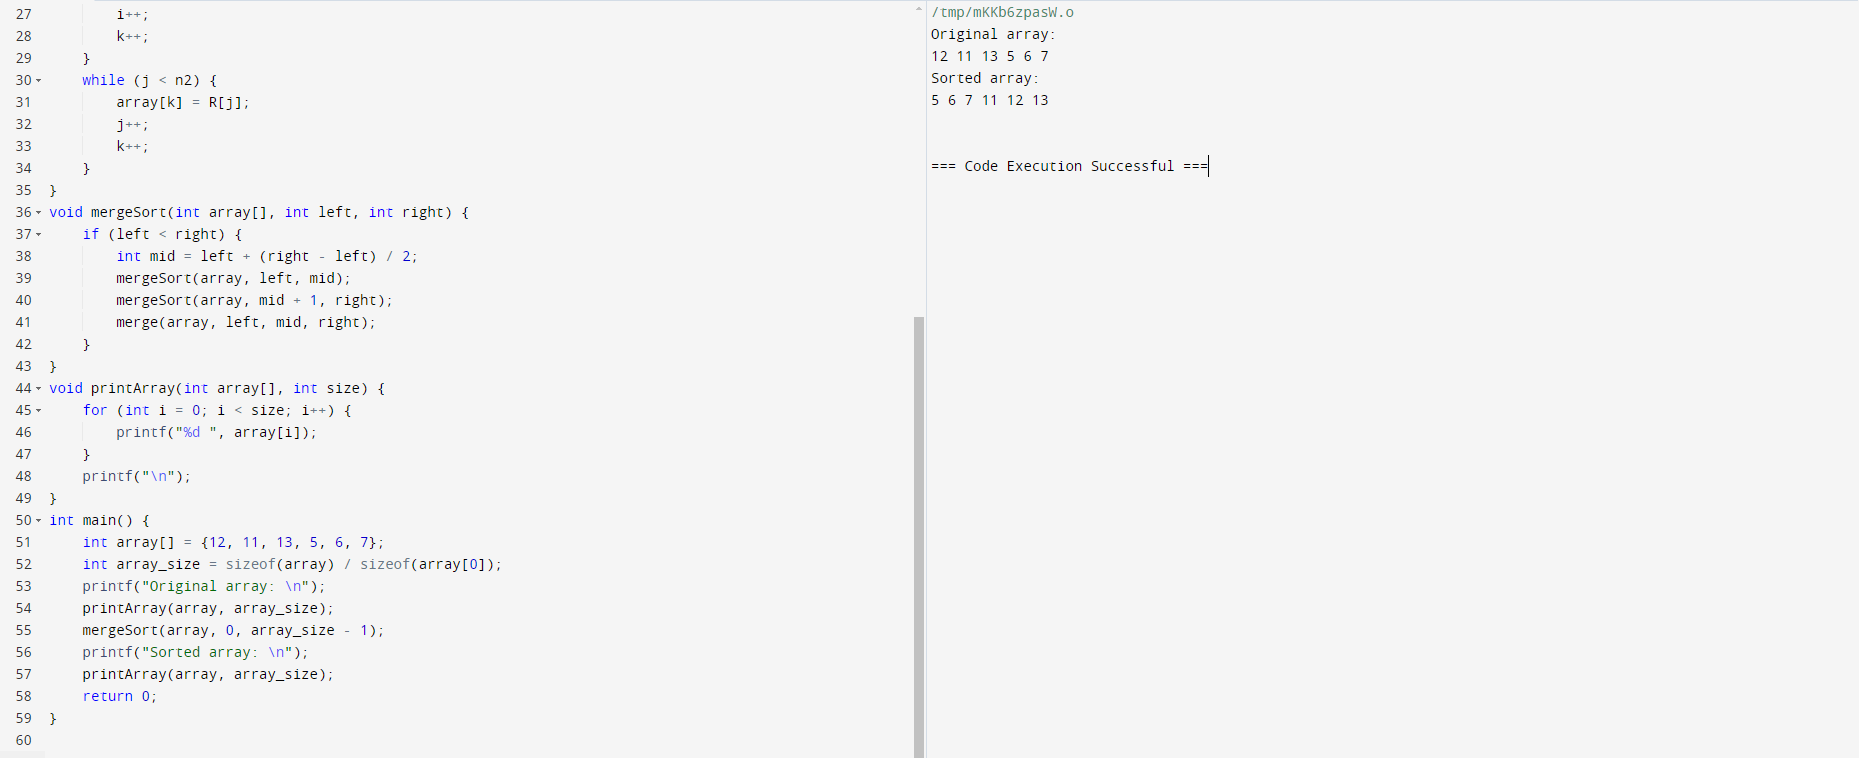 27 i++;
28 k++;
29 }
30 while (j < n2) {
31 array[k] = R[j];
32 j++;
33 k++;
34 }
35 }
36 void mergeSort(int array[], int left, int right) {
37 if (left < right) {
38 int mid = left + (right - left) / 2;
39 mergeSort(array, left, mid);
40 mergeSort(array, mid + 1, right);
41 merge(array, left, mid, right);
42 }
43 }
44 void printArray(int array[], int size) {
45 for (int i = 0; i < size; i++) {
46 printf("%d ", array[i]);
47 }
48 printf("\n");
49 }
50 int main() {
51 int array[] = {12, 11, 13, 5, 6, 7};
52 int array_size = sizeof(array) / sizeof(array[0]);
53 printf("Original array: \n");
54 printArray(array, array_size);
55 mergeSort(array, 0, array_size - 1);
56 printf("Sorted array: \n");
57 printArray(array, array_size);
58 return 0;
59 }
60
/tmp/mKKb6zpasW.o
Original array:
12 11 13 5 6 7
Sorted array:
5 6 7 11 12 13
=== Code Execution Successful ===